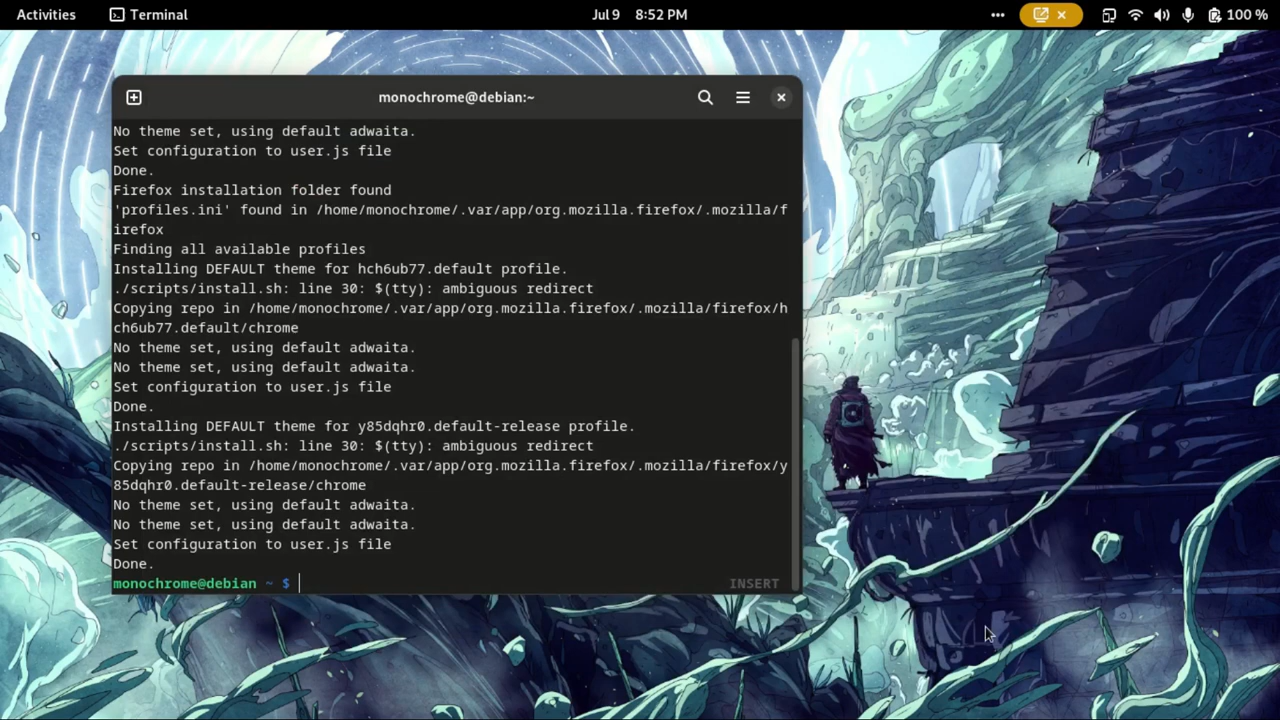 Activities
Terminal
Jul 9 8:52 PM
100 %
monochrome@debian:~
No theme set, using default adwaita.
Set configuration to user.js file
Done.
Firefox installation folder found
'profiles.ini' found in /home/monochrome/.var/app/org.mozilla.firefox/.mozilla/f
irefox
Finding all available profiles
Installing DEFAULT theme for hch6ub77.default profile.
./scripts/install.sh: line 30: $(tty): ambiguous redirect
Copying repo in /home/monochrome/.var/app/org.mozilla.firefox/.mozilla/firefox/h
ch6ub77.default/chrome
No theme set, using default adwaita.
No theme set, using default adwaita.
Set configuration to user.js file
Done.
Installing DEFAULT theme for y85dqhr0.default-release profile.
./scripts/install.sh: line 30: $(tty): ambiguous redirect
Copying repo in /home/monochrome/.var/app/org.mozilla.firefox/.mozilla/firefox/y
85dqhr0.default-release/chrome
No theme set, using default adwaita.
No theme set, using default adwaita.
Set configuration to user.js file
Done.
monochrome@debian ~ $
INSERT